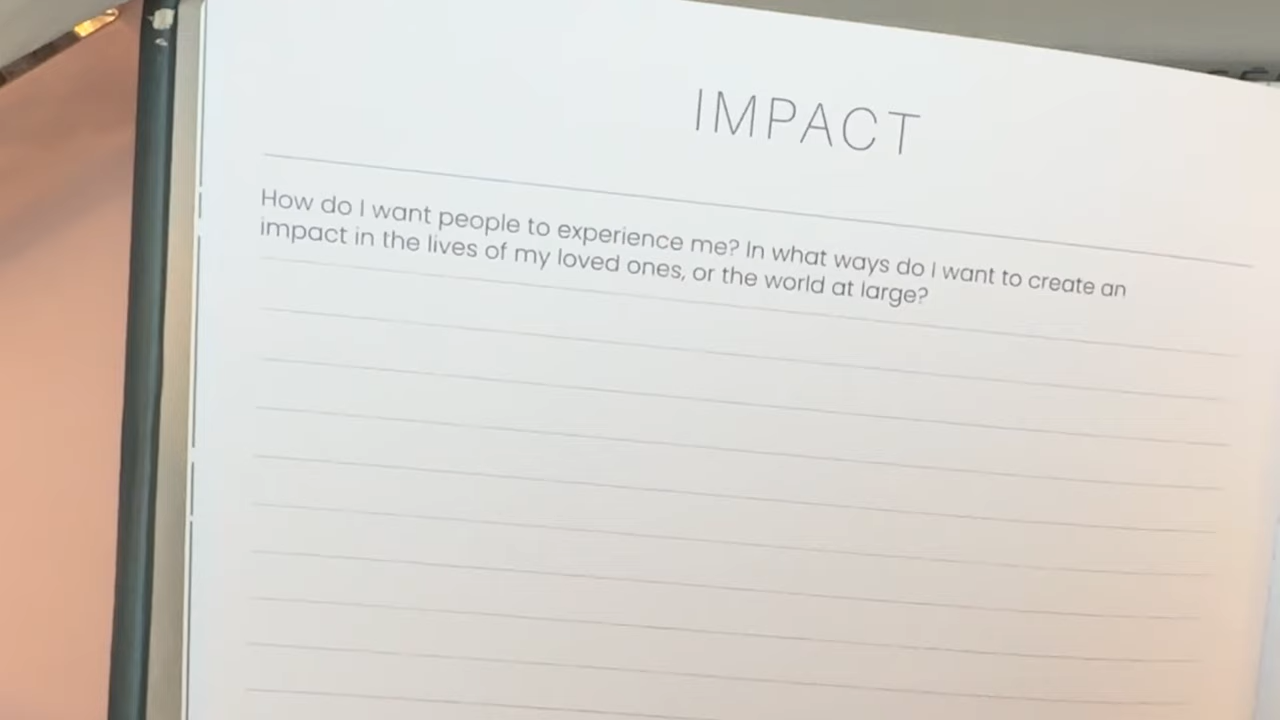 IMPACT
How do I want people to experience me? In what ways do I want to create an
impact in the lives of my loved ones, or the world at large?